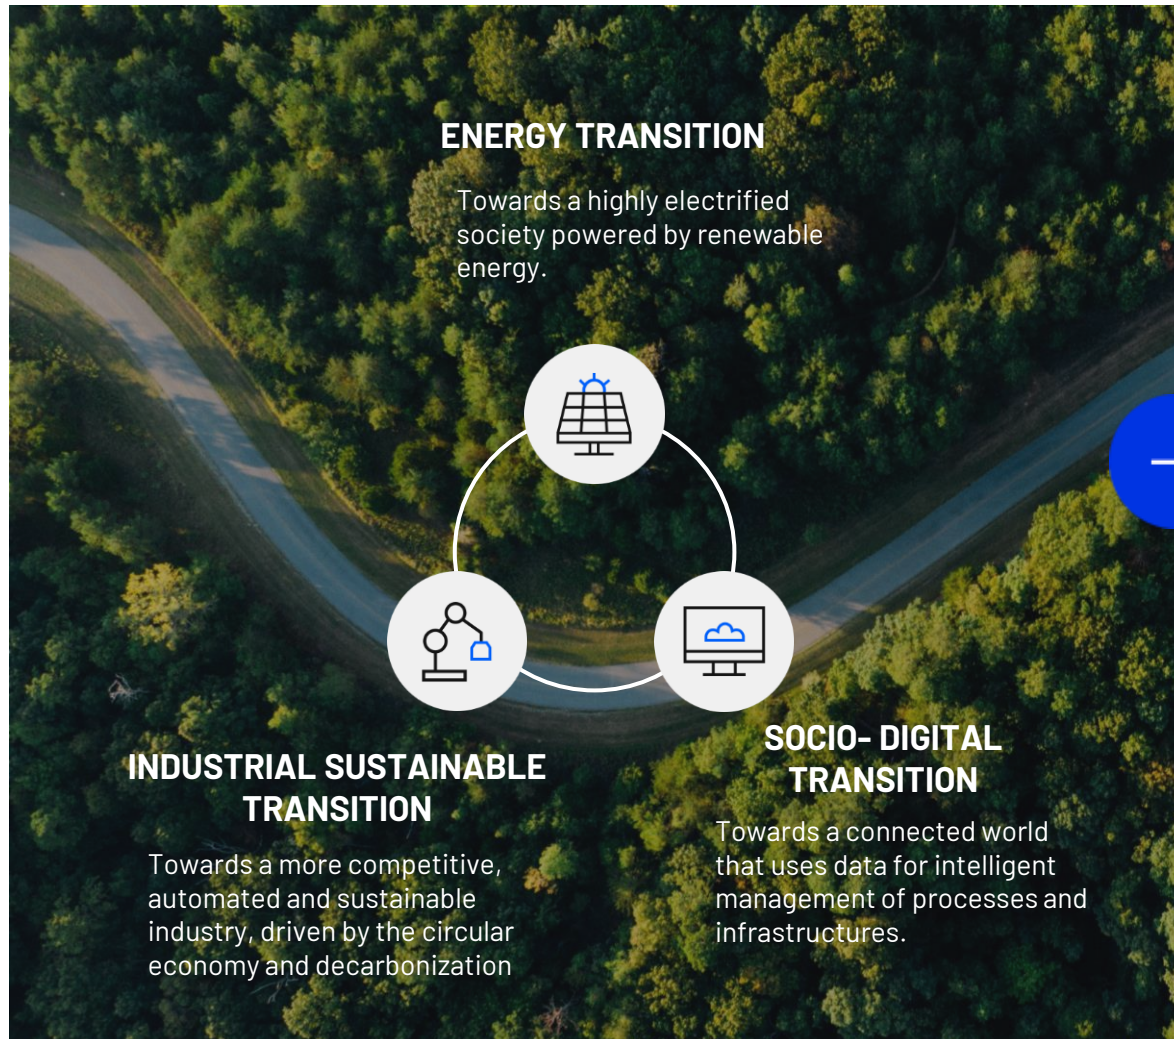 ENERGY TRANSITION
Towards a highly electrified
society powered by renewable
energy.
INDUSTRIAL SUSTAINABLE
TRANSITION
Towards a more competitive,
automated and sustainable
industry, driven by the circular
economy and decarbonization
SOCIO- DIGITAL
TRANSITION
Towards a connected world
that uses data for intelligent
management of processes and
infrastructures.